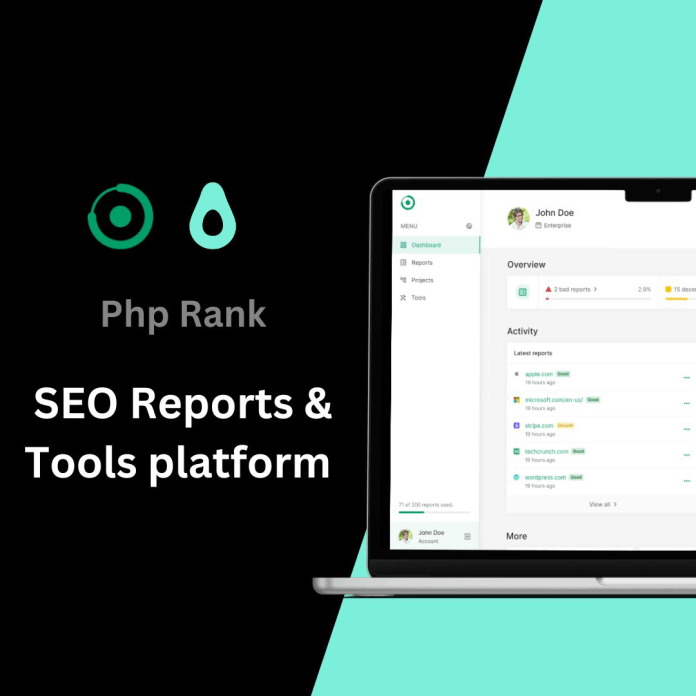 Php Rank
SEO Reports &
Tools platform
MENU
Dashboard
Reports
Projects
Tools
71 of 200 reports used.
John Doe
Account
John Doe
Enterprise
Overview
2 bad reports
2.9%
15 decen
Activity
Latest reports
apple.com Good
19 hours ago
microsoft.com/en-us/ Good
19 hours ago
stripe.com Decent
19 hours ago
techcrunch.com Good
19 hours ago
wordpress.com Good
19 hours ago
View all
More